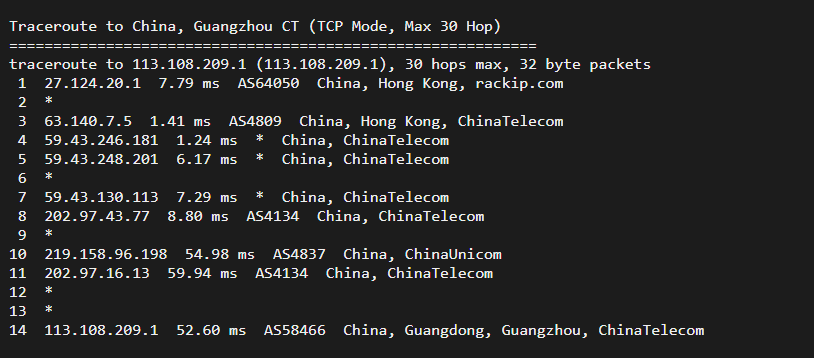 Traceroute to China, Guangzhou CT (TCP Mode, Max 30 Hop)
============================================================
traceroute to 113.108.209.1 (113.108.209.1), 30 hops max, 32 byte packets
1 27.124.20.1 7.79 ms AS64050 China, Hong Kong, rackip.com
2 *
3 63.140.7.5 1.41 ms AS4809 China, Hong Kong, ChinaTelecom
4 59.43.246.181 1.24 ms * China, ChinaTelecom
5 59.43.248.201 6.17 ms * China, ChinaTelecom
6 *
7 59.43.130.113 7.29 ms * China, ChinaTelecom
8 202.97.43.77 8.80 ms AS4134 China, ChinaTelecom
9 *
10 219.158.96.198 54.98 ms AS4837 China, ChinaUnicom
11 202.97.16.13 59.94 ms AS4134 China, ChinaTelecom
12 *
13 *
14 113.108.209.1 52.60 ms AS58466 China, Guangdong, Guangzhou, ChinaTelecom